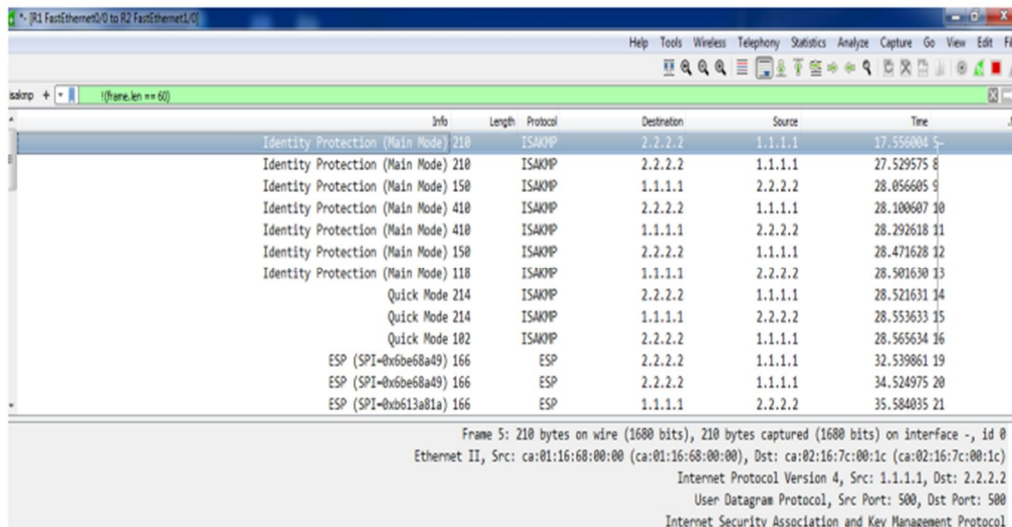 *- [R1 FastEthernet0/0 to R2 FastEthernet1/0]
Help Tools Wireless Telephony Statistics Analyze Capture Go View Edit
!(frame.len == 60)
Info Length Protocol Destination Source Time
Identity Protection (Main Mode) 210 ISAKMP 2.2.2.2 1.1.1.1 17.556004 5
Identity Protection (Main Mode) 210 ISAKMP 2.2.2.2 1.1.1.1 27.529575 8
Identity Protection (Main Mode) 150 ISAKMP 1.1.1.1 2.2.2.2 28.056605 9
Identity Protection (Main Mode) 410 ISAKMP 2.2.2.2 1.1.1.1 28.100607 10
Identity Protection (Main Mode) 410 ISAKMP 1.1.1.1 2.2.2.2 28.292618 11
Identity Protection (Main Mode) 150 ISAKMP 2.2.2.2 1.1.1.1 28.471628 12
Identity Protection (Main Mode) 118 ISAKMP 1.1.1.1 2.2.2.2 28.501630 13
Quick Mode 214 ISAKMP 2.2.2.2 1.1.1.1 28.521631 14
Quick Mode 214 ISAKMP 1.1.1.1 2.2.2.2 28.553633 15
Quick Mode 102 ISAKMP 2.2.2.2 1.1.1.1 28.565634 16
ESP (SPI=0x6be68a49) 166 ESP 2.2.2.2 1.1.1.1 32.539861 19
ESP (SPI=0x6be68a49) 166 ESP 2.2.2.2 1.1.1.1 34.524975 20
ESP (SPI=0xb613a81a) 166 ESP 1.1.1.1 2.2.2.2 35.584035 21
Frame 5: 210 bytes on wire (1680 bits), 210 bytes captured (1680 bits) on interface -, id 0
Ethernet II, Src: ca:01:16:68:00:00 (ca:01:16:68:00:00), Dst: ca:02:16:7c:00:1c (ca:02:16:7c:00:1c)
Internet Protocol Version 4, Src: 1.1.1.1, Dst: 2.2.2.2
User Datagram Protocol, Src Port: 500, Dst Port: 500
Internet Security Association and Key Management Protocol